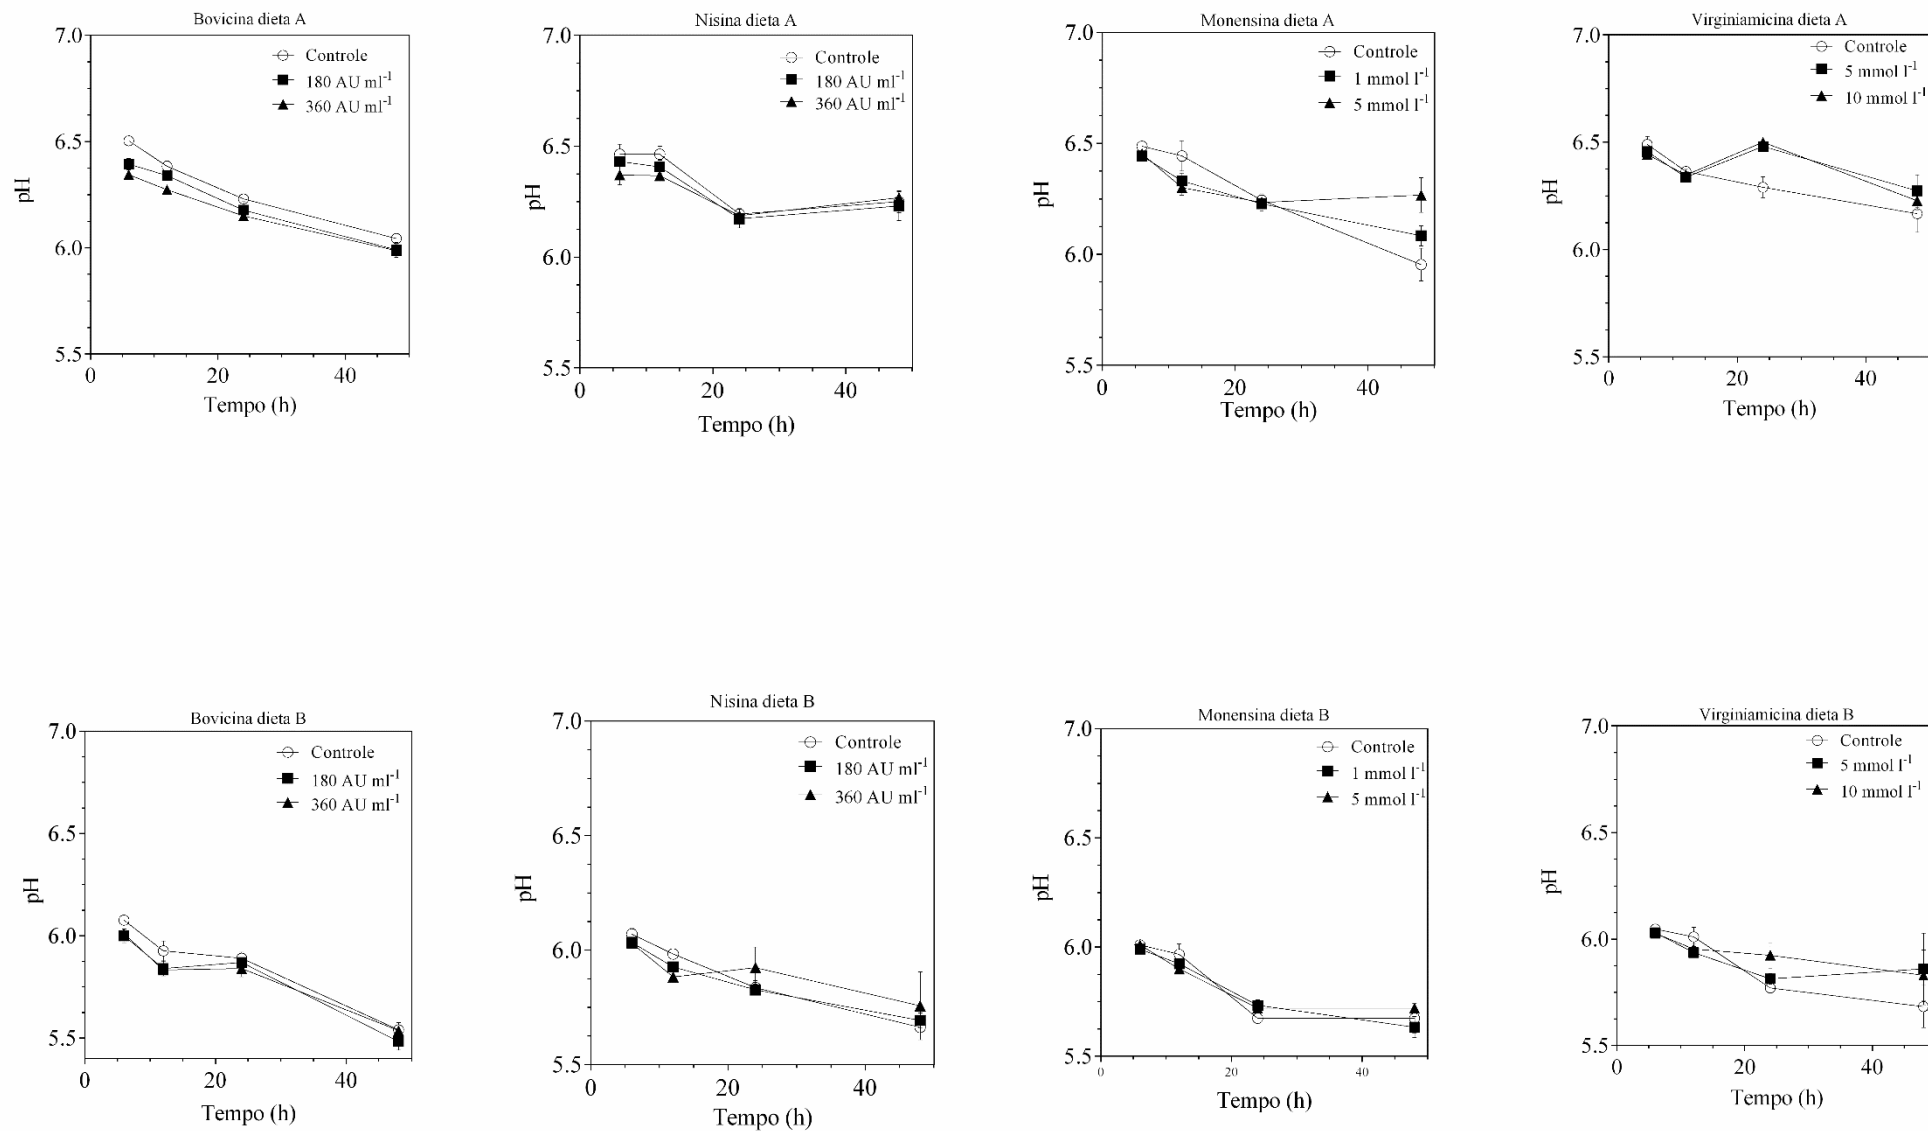 Bovicina dieta A
7.0
6.5
6.0
5.5
pH
Controle
180 AU ml⁻¹
360 AU ml⁻¹
0
20
40
Tempo (h)
Nisina dieta A
7.0
6.5
6.0
5.5
pH
Controle
180 AU ml⁻¹
360 AU ml⁻¹
0
20
40
Tempo (h)
Monensina dieta A
7.0
6.5
6.0
5.5
pH
Controle
1 mmol l⁻¹
5 mmol l⁻¹
0
20
40
Tempo (h)
Virginiamicina dieta A
7.0
6.5
6.0
5.5
pH
Controle
5 mmol l⁻¹
10 mmol l⁻¹
0
20
40
Tempo (h)
Bovicina dieta B
7.0
6.5
6.0
5.5
pH
Controle
180 AU ml⁻¹
360 AU ml⁻¹
0
20
40
Tempo (h)
Nisina dieta B
7.0
6.5
6.0
5.5
pH
Controle
180 AU ml⁻¹
360 AU ml⁻¹
0
20
40
Tempo (h)
Monensina dieta B
7.0
6.5
6.0
5.5
pH
Controle
1 mmol l⁻¹
5 mmol l⁻¹
0
20
40
Tempo (h)
Virginiamicina dieta B
7.0
6.5
6.0
5.5
pH
Controle
5 mmol l⁻¹
10 mmol l⁻¹
0
20
40
Tempo (h)